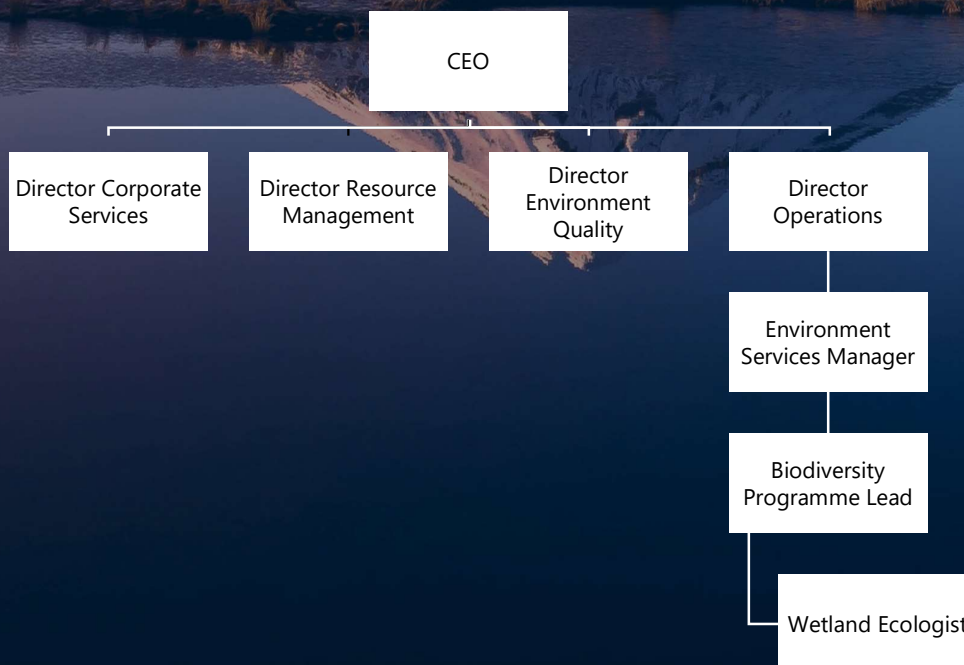 CEO
Director Corporate
Services
Director Resource
Management
Director
Environment
Quality
Director
Operations
Environment
Services Manager
Biodiversity
Programme Lead
Wetland Ecologist